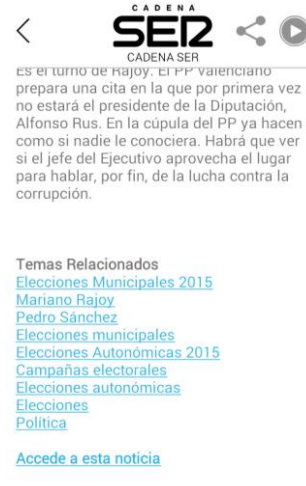 CADENA
SER
CADENA SER
Es el turno de Rajoy. El PP valenciano
prepara una cita en la que por primera vez
no estará el presidente de la Diputación,
Alfonso Rus. En la cúpula del PP ya hacen
como si nadie le conociera. Habrá que ver
si el jefe del Ejecutivo aprovecha el lugar
para hablar, por fin, de la lucha contra la
corrupción.
Temas Relacionados
Elecciones Municipales 2015
Mariano Rajoy
Pedro Sánchez
Elecciones municipales
Elecciones Autonómicas 2015
Campañas electorales
Elecciones autonómicas
Elecciones
Política
Accede a esta noticia